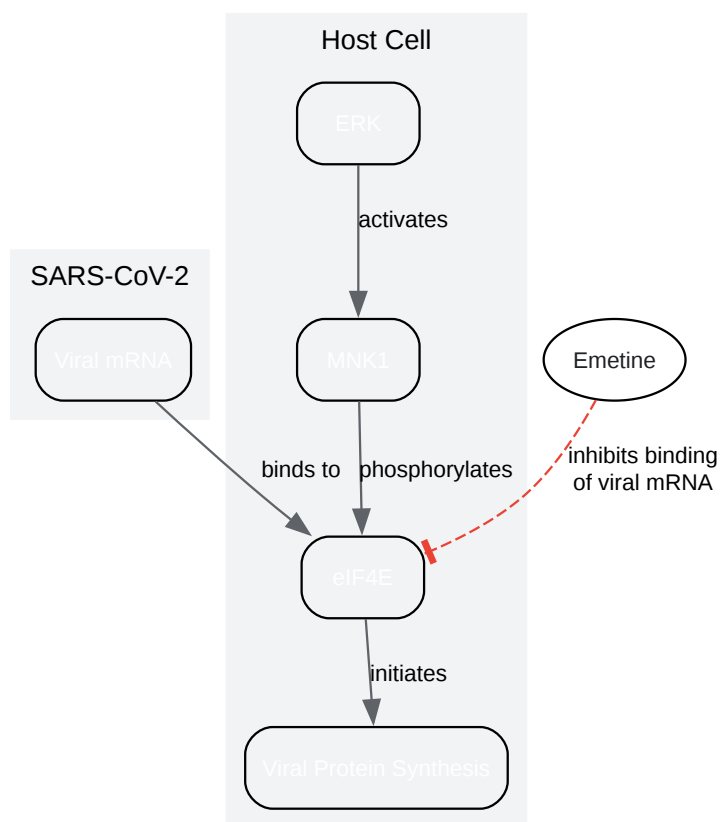 Host Cell
ERK
activates
SARS-CoV-2
Viral mRNA
MNK1
Emetine
binds to
phosphorylates
inhibits binding
of viral mRNA
eIF4E
initiates
Viral Protein Synthesis